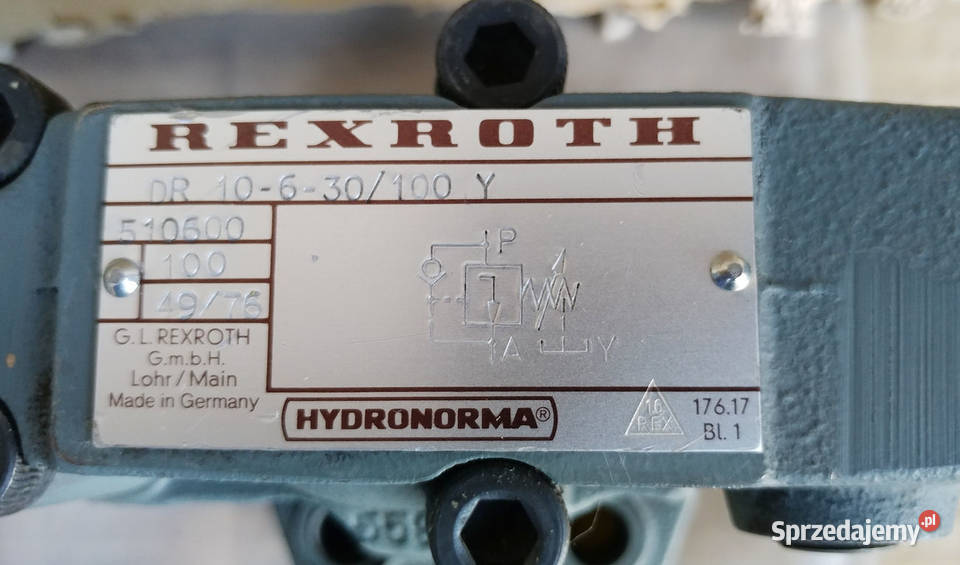 REXROTH
DR 10-6-30/100 Y
510600
100
49/76
P
A
Y
G.L. REXROTH
G.m.b.H.
Lohr/Main
Made in Germany
HYDRONORMA®
10
REX
176.17
Bl. 1
Sprzedajemy.pl